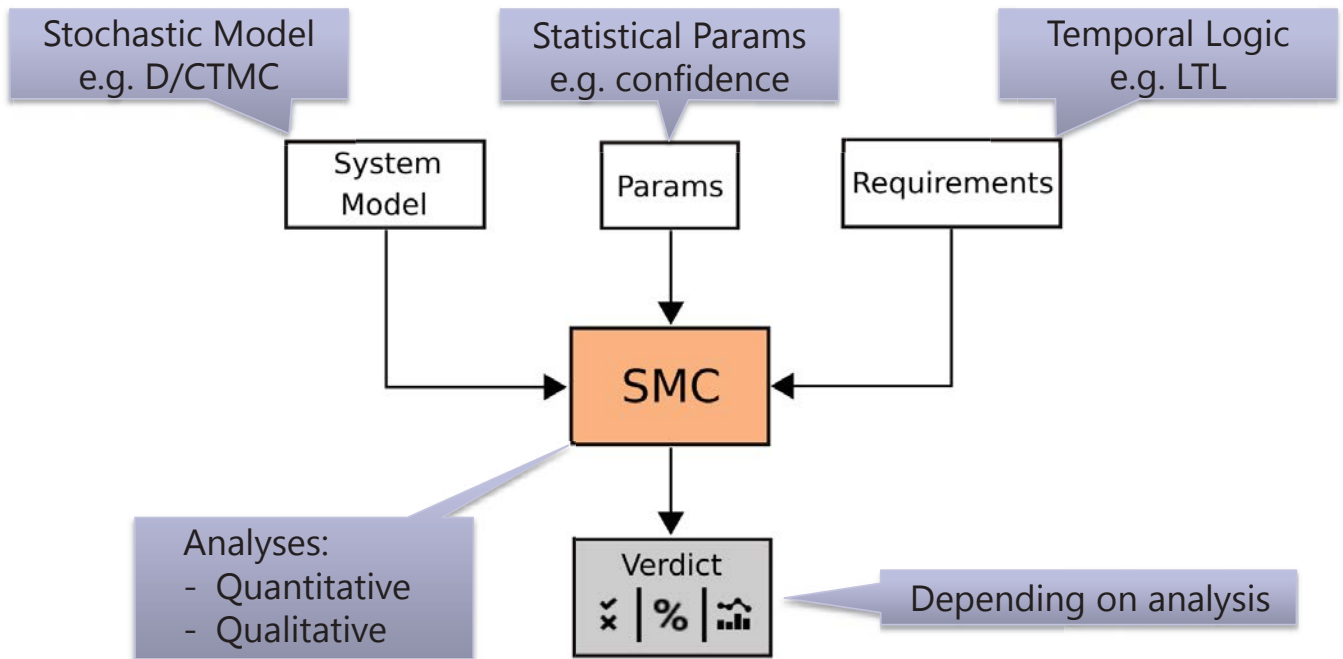 Stochastic Model
e.g. D/CTMC
Statistical Params
e.g. confidence
Temporal Logic
e.g. LTL
System
Model
Params
Requirements
SMC
Analyses:
- Quantitative
- Qualitative
Verdict
%
Depending on analysis